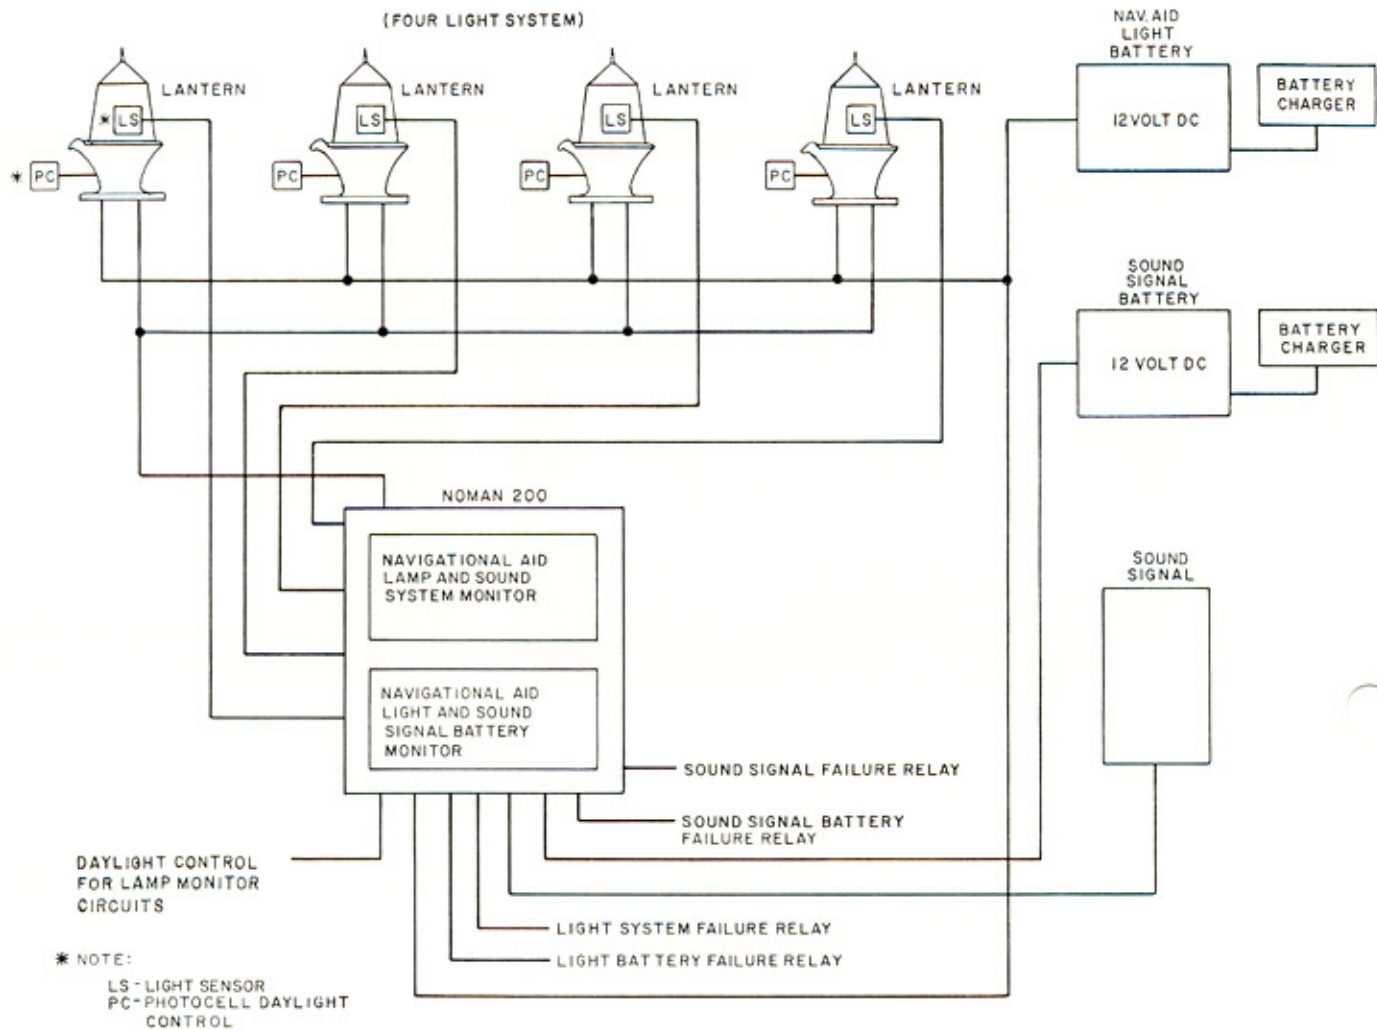 (FOUR LIGHT SYSTEM)
NAV. AID
LIGHT
BATTERY
LANTERN
LANTERN
LANTERN
LANTERN
BATTERY
CHARGER
12 VOLT DC
* LS
LS
LS
LS
* PC
PC
PC
PC
SOUND
SIGNAL
BATTERY
BATTERY
CHARGER
12 VOLT DC
NOMAN 200
NAVIGATIONAL AID
LAMP AND SOUND
SYSTEM MONITOR
SOUND
SIGNAL
NAVIGATIONAL AID
LIGHT AND SOUND
SIGNAL BATTERY
MONITOR
SOUND SIGNAL FAILURE RELAY
SOUND SIGNAL BATTERY
FAILURE RELAY
DAYLIGHT CONTROL
FOR LAMP MONITOR
CIRCUITS
LIGHT SYSTEM FAILURE RELAY
LIGHT BATTERY FAILURE RELAY
* NOTE:
LS - LIGHT SENSOR
PC - PHOTOCELL DAYLIGHT
CONTROL